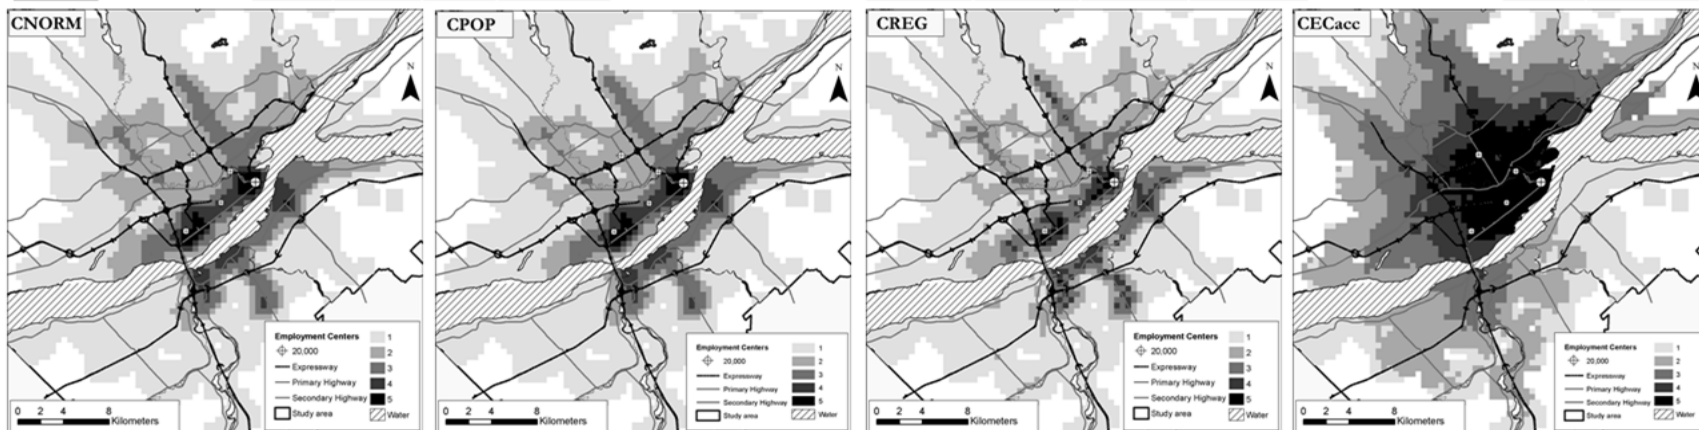 CNORM
N
Employment Centers
20,000
Expressway
Primary Highway
Secondary Highway
Study area
1
2
3
4
5
Water
0 2 4 8
Kilometers
CPOP
N
Employment Centers
20,000
Expressway
Primary Highway
Secondary Highway
Study area
1
2
3
4
5
Water
0 2 4 8
Kilometers
CREG
N
Employment Centers
20,000
Expressway
Primary Highway
Secondary Highway
Study area
1
2
3
4
5
Water
0 2 4 8
Kilometers
CECacc
N
Employment Centers
20,000
Expressway
Primary Highway
Secondary Highway
Study area
1
2
3
4
5
Water
0 2 4 8
Kilometers